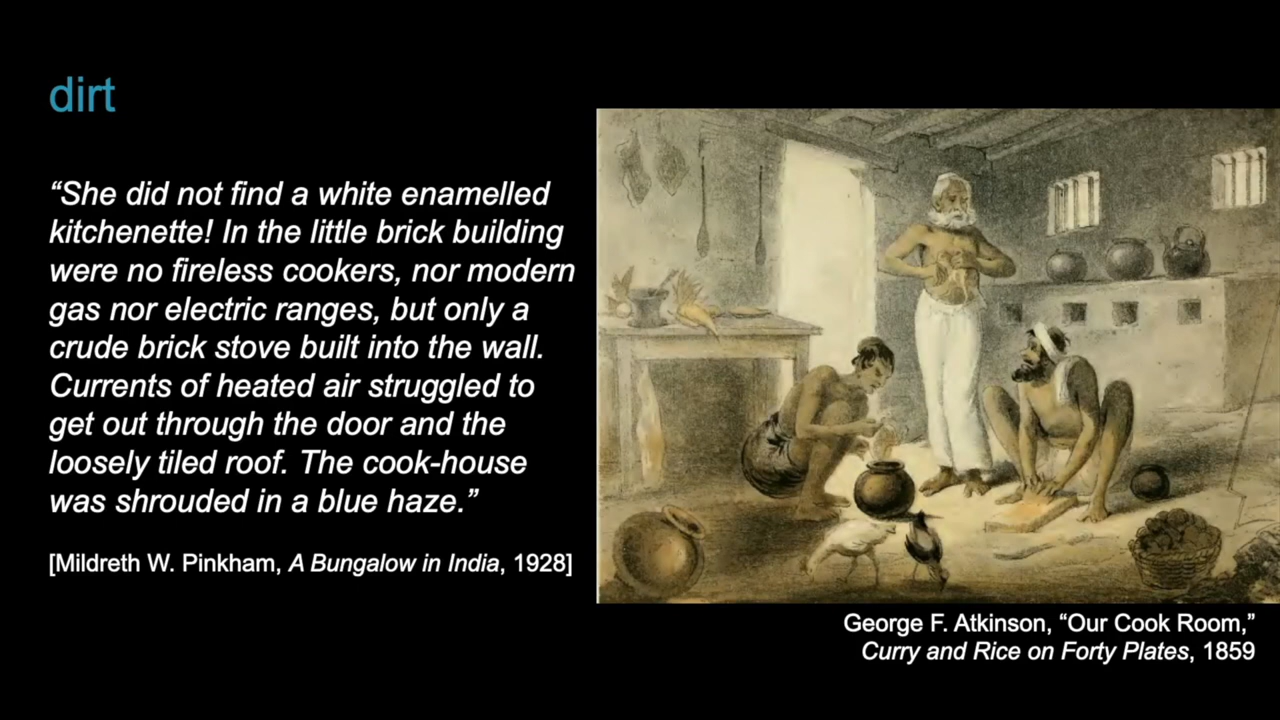 dirt
“She did not find a white enamelled
kitchenette! In the little brick building
were no fireless cookers, nor modern
gas nor electric ranges, but only a
crude brick stove built into the wall.
Currents of heated air struggled to
get out through the door and the
loosely tiled roof. The cook-house
was shrouded in a blue haze.”
[Mildreth W. Pinkham, A Bungalow in India, 1928]
George F. Atkinson, “Our Cook Room,”
Curry and Rice on Forty Plates, 1859